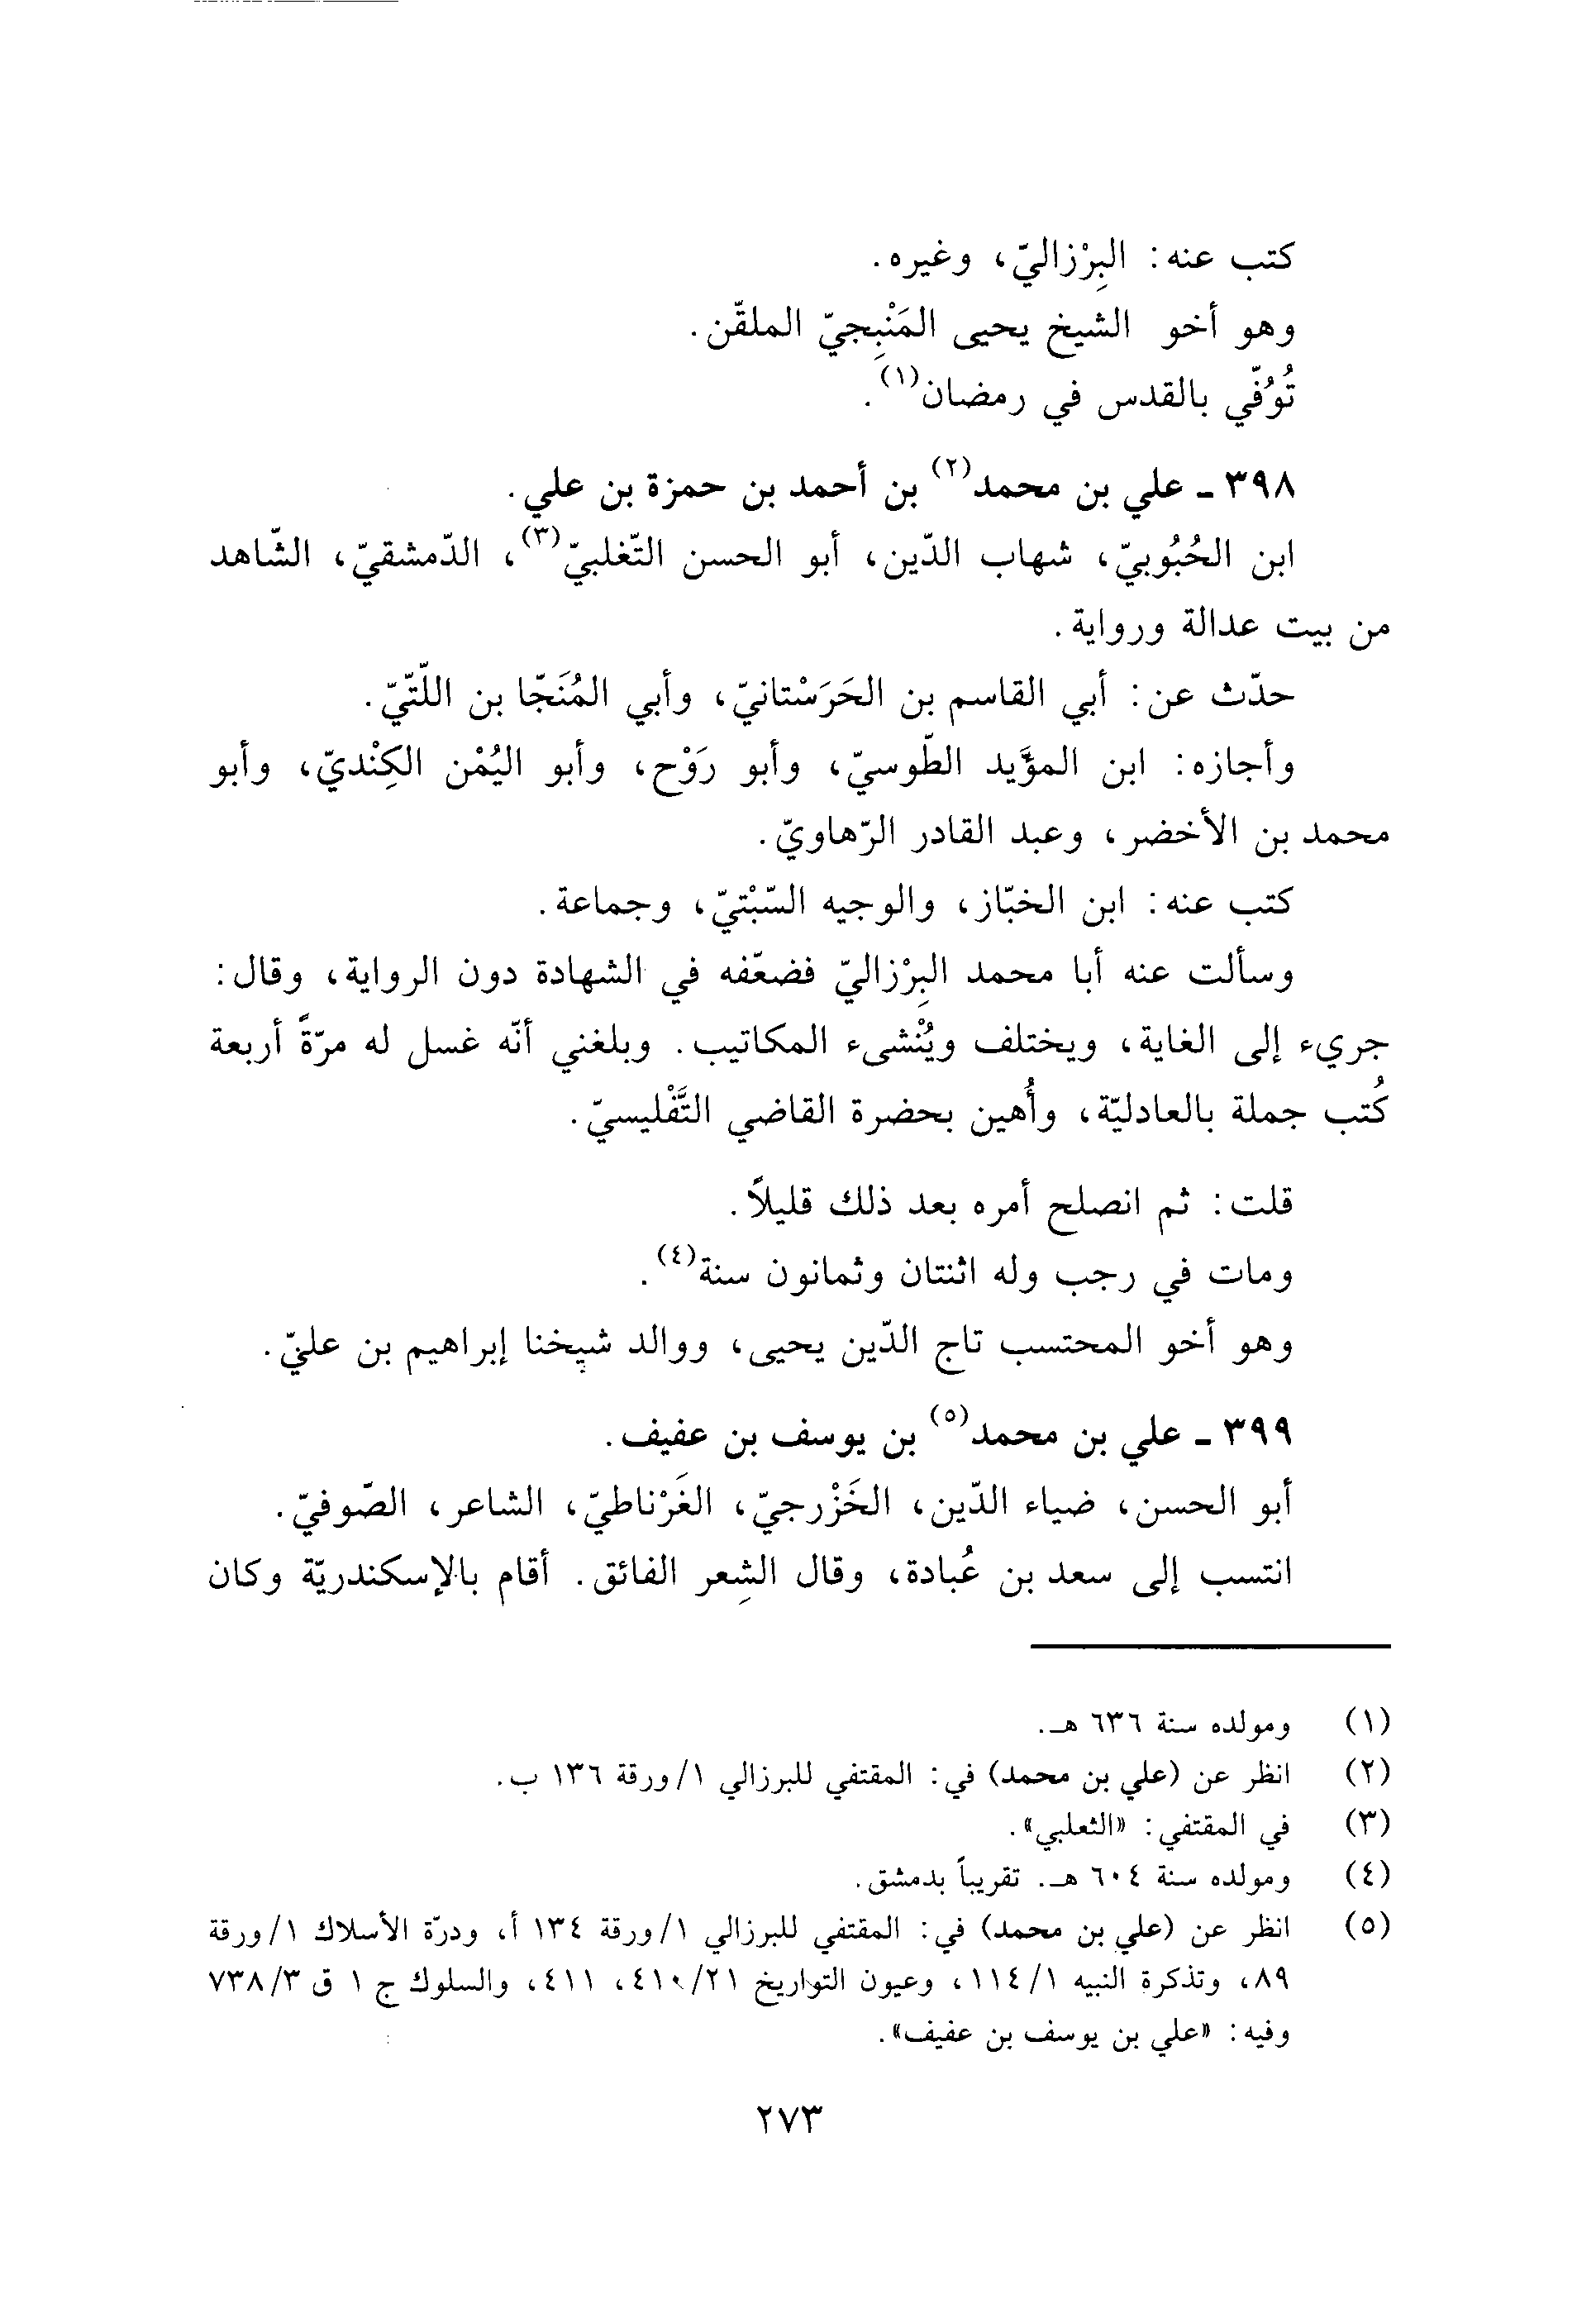 كتب عنه: البِرْزاليّ، وغيره.
وهو أخو الشيخ يحيى المَنْبِجيّ الملقّن.
تُوُفّي بالقدس في رمضان(١).
٣٩٨ ـ علي بن محمد(٢) بن أحمد بن حمزة بن علي.
ابن الحُبُوبيّ، شهاب الدّين، أبو الحسن التّغلبيّ(٣)، الدّمشقيّ، الشّاهد
من بيت عدالة ورواية.
حدّث عن: أبي القاسم بن الحَرَسْتانيّ، وأبي المُنَجّا بن اللّتّيّ.
وأجازه: ابن المؤَيد الطّوسيّ، وأبو رَوْح، وأبو اليُمْن الكِنْديّ، وأبو
محمد بن الأخضر، وعبد القادر الرّهاويّ.
كتب عنه: ابن الخبّاز، والوجيه السّبْتيّ، وجماعة.
وسألت عنه أبا محمد البِرْزاليّ فضعّفه في الشهادة دون الرواية، وقال:
جريء إلى الغاية، ويختلف ويُنْشىء المكاتيب. وبلغني أنّه غسل له مرّةً أربعة
كُتب جملة بالعادليّة، وأُهين بحضرة القاضي التَّفْليسيّ.
قلت: ثم انصلح أمره بعد ذلك قليلاً.
ومات في رجب وله اثنتان وثمانون سنة(٤).
وهو أخو المحتسب تاج الدّين يحيى، ووالد شيخنا إبراهيم بن عليّ.
٣٩٩ ـ علي بن محمد(٥) بن يوسف بن عفيف.
أبو الحسن، ضياء الدّين، الخَزْرجيّ، الغَرْناطيّ، الشاعر، الصّوفيّ.
انتسب إلى سعد بن عُبادة، وقال الشِعر الفائق. أقام بالإسكندريّة وكان
(١) ومولده سنة ٦٣٦ هـ.
(٢) انظر عن (علي بن محمد) في: المقتفي للبرزالي ١/ ورقة ١٣٦ ب.
(٣) في المقتفي: «الثعلبي».
(٤) ومولده سنة ٦٠٤ هـ. تقريباً بدمشق.
(٥) انظر عن (علي بن محمد) في: المقتفي للبرزالي ١/ ورقة ١٣٤ أ، ودرّة الأسلاك ١/ ورقة
٨٩، وتذكرة النبيه ١/ ١١٤، وعيون التواريخ ٢١/ ٤١٠، ٤١١، والسلوك ج ١ ق ٣/ ٧٣٨
وفيه: «علي بن يوسف بن عفيف».
٢٧٣